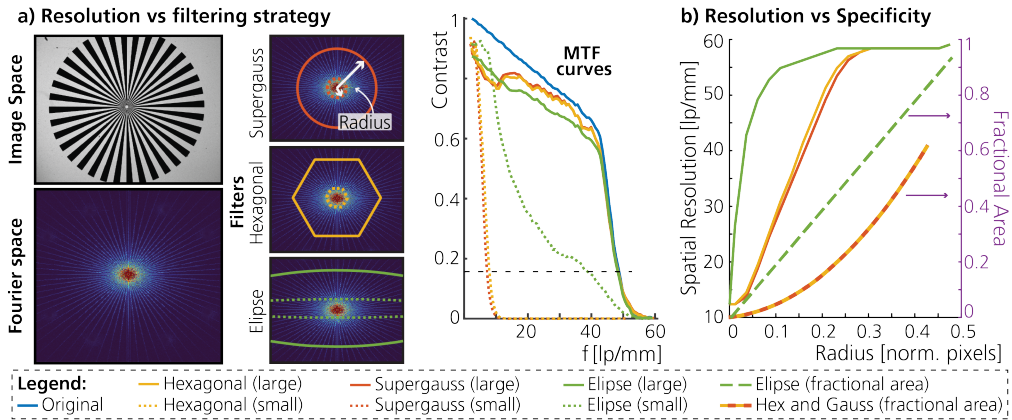 a) Resolution vs filtering strategy
Image Space
Fourier space
Filters
Supergauss
Radius
Hexagonal
Elipse
Contrast
MTF
curves
1
0.8
0.6
0.4
0.2
0
0
20
40
60
f [lp/mm]
b) Resolution vs Specificity
Spatial Resolution [lp/mm]
60
50
40
30
20
10
0
0.1
0.2
0.3
0.4
0.5
Radius [norm. pixels]
1
0.8
0.6
0.4
0.2
0
Fractional Area
Legend:
Hexagonal (large)
Supergauss (large)
Elipse (large)
Elipse (fractional area)
Original
Hexagonal (small)
Supergauss (small)
Elipse (small)
Hex and Gauss (fractional area)